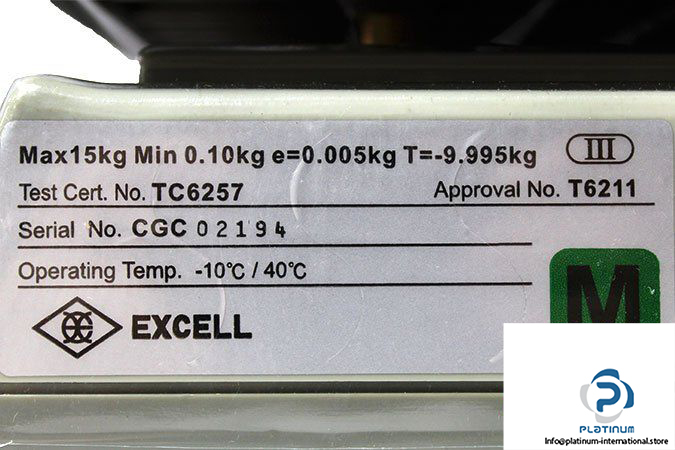 Max15kg Min 0.10kg e=0.005kg T=-9.995kg III
Test Cert. No. TC6257 Approval No. T6211
Serial No. CGC 02194
Operating Temp. -10℃ / 40℃
M
EXCELL
PLATINUM
Info@platinum-international.store